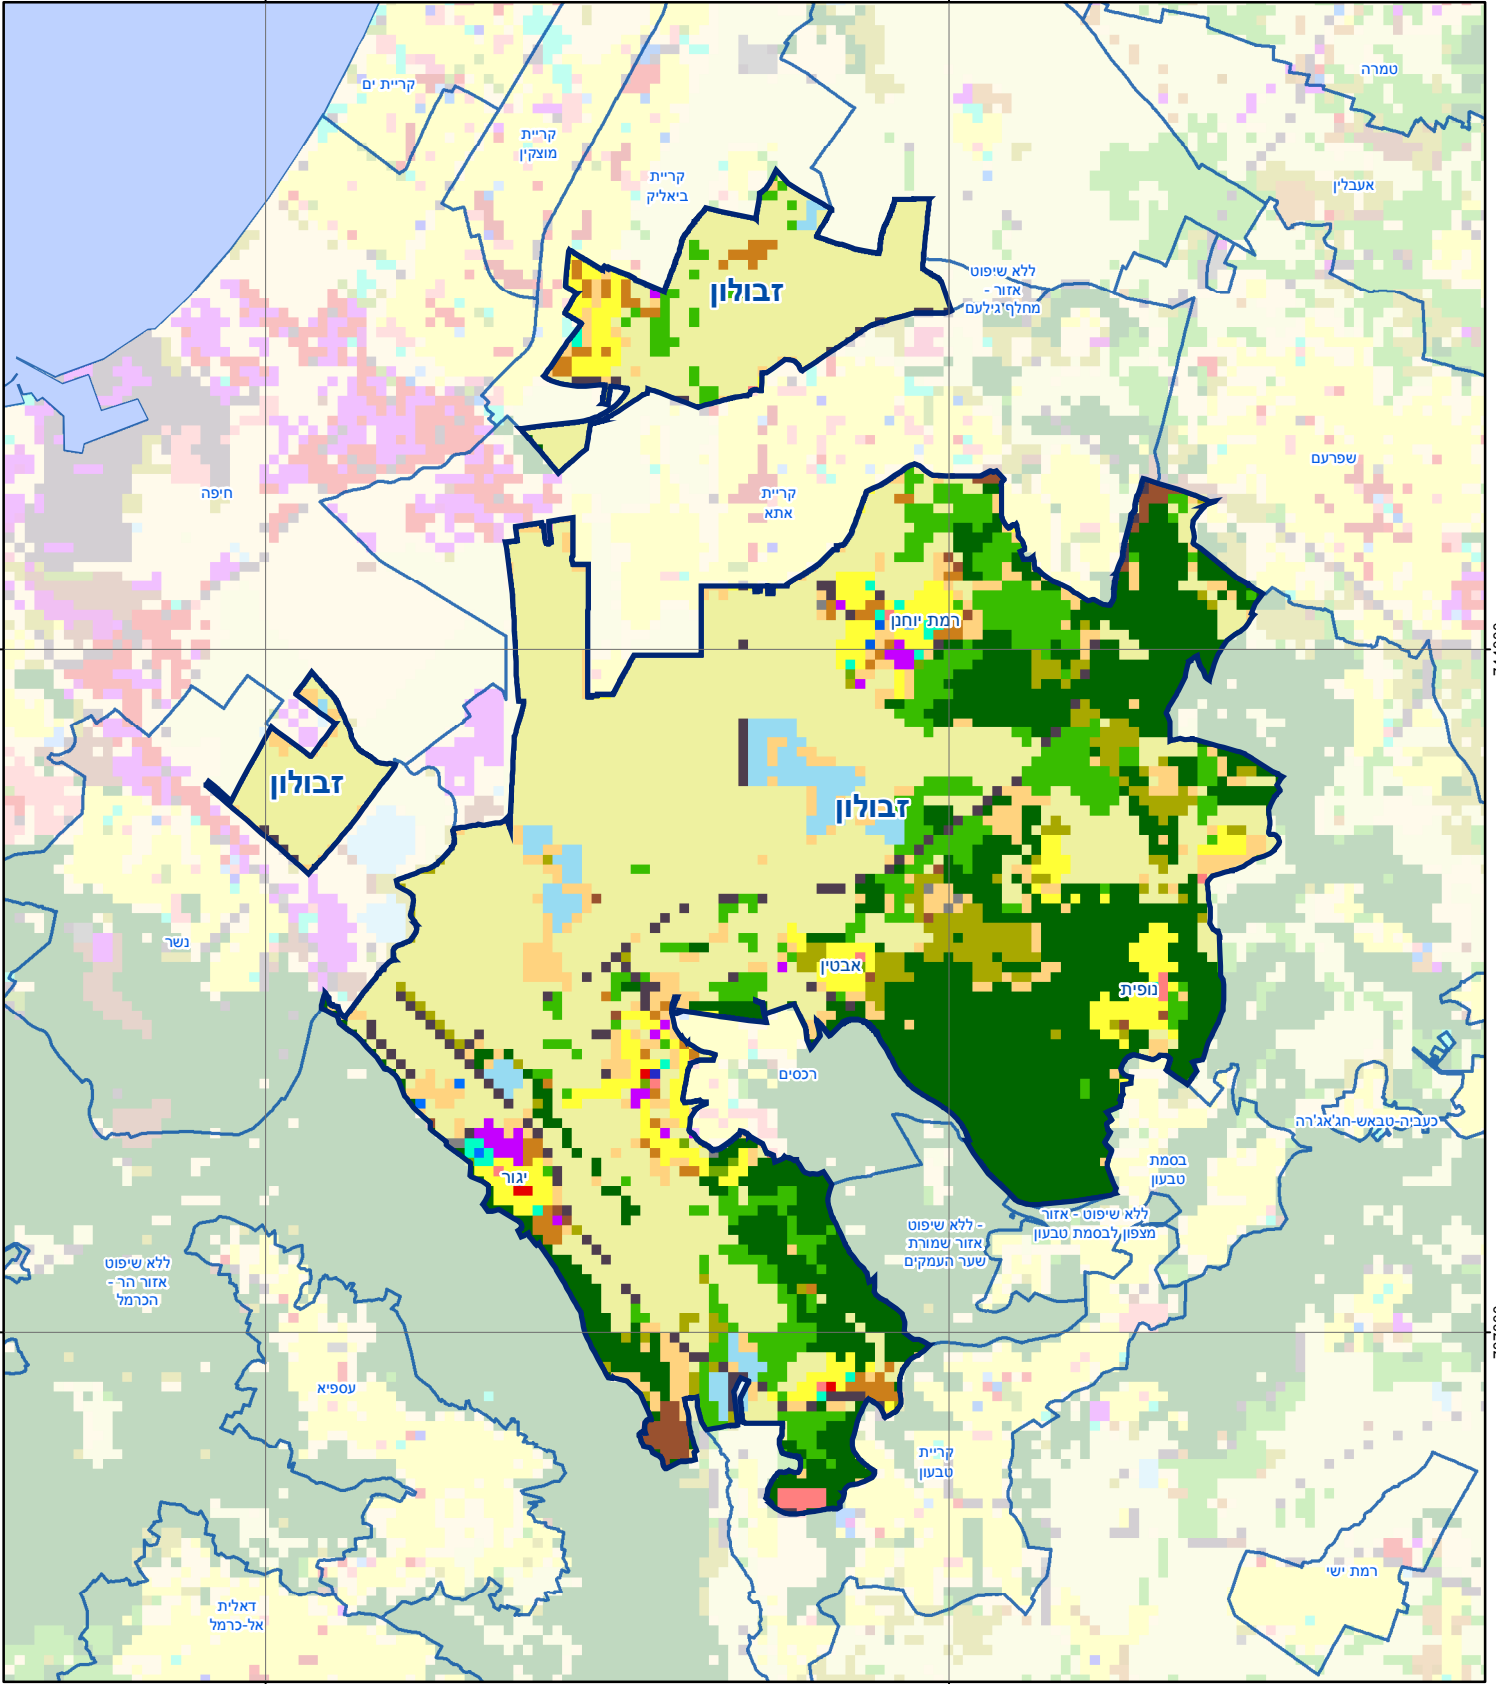 טמרה
קריית ים
קריית
מוצקין
קריית
ביאליק
אעבלין
ללא שיפוט
אזור -
מחלף גילעם
זבולון
שפרעם
חיפה
קריית
אתא
רמת יוחנן
זבולון
זבולון
נשר
אבטין
נופית
רכסים
כעביה-טבאש-חג'אג'רה
בסמת
טבעון
יגור
ללא שיפוט - אזור
מצפון לבסמת טבעון
ללא שיפוט -
אזור שמורת
שער העמקים
ללא שיפוט
אזור הר -
הכרמל
עספיא
קריית
טבעון
רמת ישי
דאלית
אל-כרמל